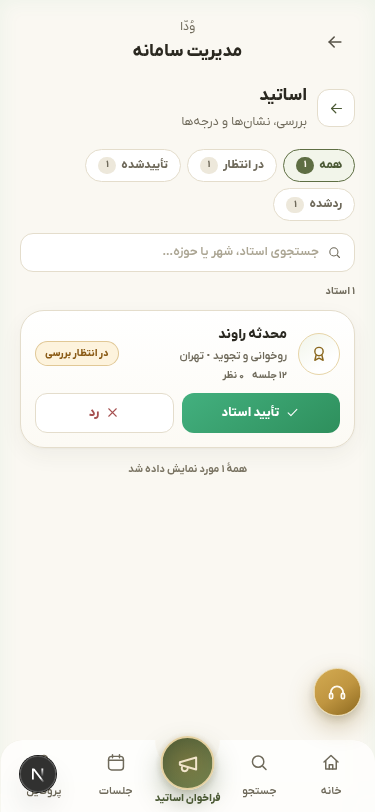 وُدّا
مدیریت سامانه
اساتید
بررسی، نشان‌ها و درجه‌ها
همه ۱
در انتظار ۱
تأییدشده ۱
ردشده ۱
جستجوی استاد، شهر یا حوزه...
۱ استاد
محدثه راوند
در انتظار بررسی
روخوانی و تجوید • تهران
۱۲ جلسه ۰ نظر
تأیید استاد
رد
همهٔ ۱ مورد نمایش داده شد
خانه
جستجو
فراخوان اساتید
جلسات
N